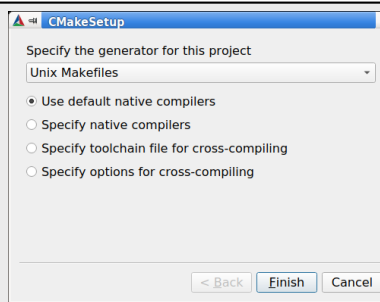 CMakeSetup
Specify the generator for this project
Unix Makefiles
Use default native compilers
Specify native compilers
Specify toolchain file for cross-compiling
Specify options for cross-compiling
< Back Finish Cancel